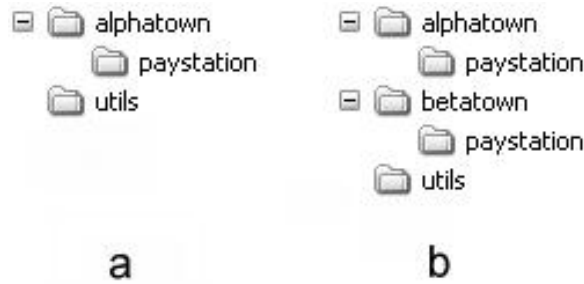 alphatown
paystation
utils
a
alphatown
paystation
betatown
paystation
utils
b